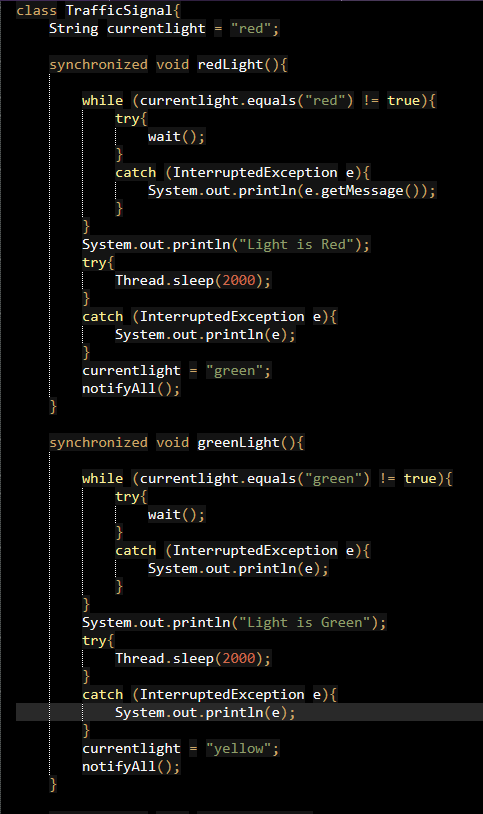 class TrafficSignal{
    String currentlight = "red";

    synchronized void redLight(){

        while (currentlight.equals("red") != true){
            try{
                wait();
            }
            catch (InterruptedException e){
                System.out.println(e.getMessage());
            }
        }
        System.out.println("Light is Red");
        try{
            Thread.sleep(2000);
        }
        catch (InterruptedException e){
            System.out.println(e);
        }
        currentlight = "green";
        notifyAll();
    }

    synchronized void greenLight(){

        while (currentlight.equals("green") != true){
            try{
                wait();
            }
            catch (InterruptedException e){
                System.out.println(e);
            }
        }
        System.out.println("Light is Green");
        try{
            Thread.sleep(2000);
        }
        catch (InterruptedException e){
            System.out.println(e);
        }
        currentlight = "yellow";
        notifyAll();
    }